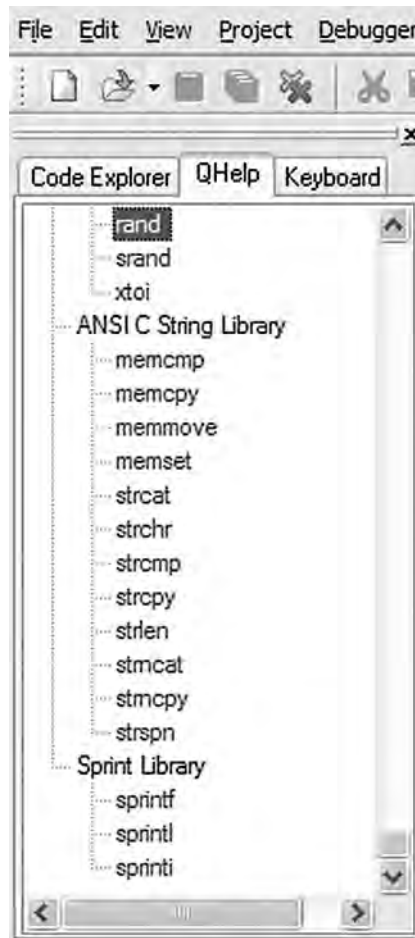 File Edit View Project Debugger
Code Explorer QHelp Keyboard
rand
srand
xtoi
ANSI C String Library
memcmp
memcpy
memmove
memset
strcat
strchr
strcmp
strcpy
strlen
strncat
strncpy
strspn
Sprint Library
sprintf
sprintl
sprinti